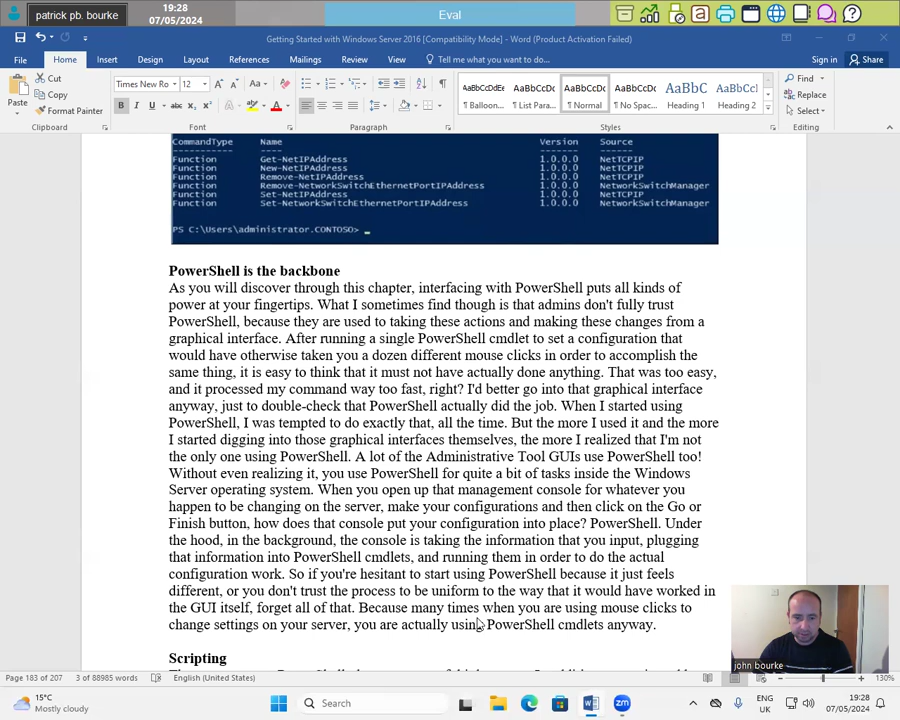 patrick pb. bourke
19:28
07/05/2024
Eval
Getting Started with Windows Server 2016 [Compatibility Mode] - Word (Product Activation Failed)
File Home Insert Design Layout References Mailings Review View Tell me what you want to do... Sign in Share
Paste
Cut
Copy
Format Painter
Times New Ro 12
AaBbCcDdE ¶ Balloon...
AaBbCcDc ¶ List Para...
AaBbCcDc ¶ Normal
AaBbCcDc ¶ No Spac...
AaBbC Heading 1
AaBbCcl Heading 2
Find
Replace
Select
Clipboard Font Paragraph Styles Editing
CommandType Name Version Source
Function Get-NetIPAddress 1.0.0.0 NetTCPIP
Function New-NetIPAddress 1.0.0.0 NetTCPIP
Function Remove-NetIPAddress 1.0.0.0 NetTCPIP
Function Remove-NetworkSwitchEthernetPortIPAddress 1.0.0.0 NetworkSwitchManager
Function Set-NetIPAddress 1.0.0.0 NetTCPIP
Function Set-NetworkSwitchEthernetPortIPAddress 1.0.0.0 NetworkSwitchManager
PS C:\Users\administrator.CONTOSO> _
PowerShell is the backbone
As you will discover through this chapter, interfacing with PowerShell puts all kinds of
power at your fingertips. What I sometimes find though is that admins don't fully trust
PowerShell, because they are used to taking these actions and making these changes from a
graphical interface. After running a single PowerShell cmdlet to set a configuration that
would have otherwise taken you a dozen different mouse clicks in order to accomplish the
same thing, it is easy to think that it must not have actually done anything. That was too easy,
and it processed my command way too fast, right? I'd better go into that graphical interface
anyway, just to double-check that PowerShell actually did the job. When I started using
PowerShell, I was tempted to do exactly that, all the time. But the more I used it and the more
I started digging into those graphical interfaces themselves, the more I realized that I'm not
the only one using PowerShell. A lot of the Administrative Tool GUIs use PowerShell too!
Without even realizing it, you use PowerShell for quite a bit of tasks inside the Windows
Server operating system. When you open up that management console for whatever you
happen to be changing on the server, make your configurations and then click on the Go or
Finish button, how does that console put your configuration into place? PowerShell. Under
the hood, in the background, the console is taking the information that you input, plugging
that information into PowerShell cmdlets, and running them in order to do the actual
configuration work. So if you're hesitant to start using PowerShell because it just feels
different, or you don't trust the process to be uniform to the way that it would have worked in
the GUI itself, forget all of that. Because many times when you are using mouse clicks to
change settings on your server, you are actually using PowerShell cmdlets anyway.
Scripting
john bourke
Page 183 of 207 3 of 88985 words English (United States) 130%
15°C
Mostly cloudy
Search
ENG
UK
19:28
07/05/2024